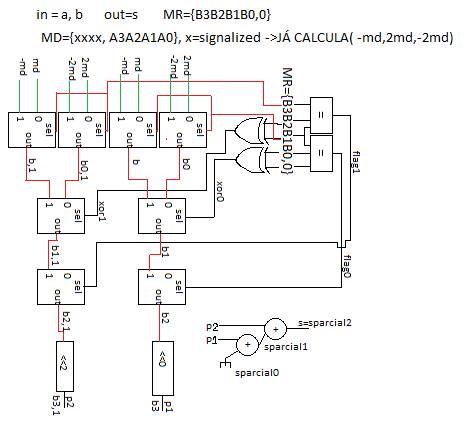 in = a, b out=s MR={B3B2B1B0,0}
MD={xxxx, A3A2A1A0}, x=signalized ->JÁ CALCULA( -md,2md,-2md)
-md md -2md 2md -md md -2md 2md
MR={B3B2B1B0,0}
1 0 1 0 1 0 1 0
out sel out sel out sel out sel
= =
flag1
b,1 b0,1 b b0
xor1 xor0
0 sel 0 sel
1 out 1 out
b1,1 b1
flag0
0 sel 0 sel
1 out 1 out
b2,1 b2
<<2 <<0
p2 p1
b3,1 b3
p2
p1
+ +
s=sparcial2
sparcial1
sparcial0